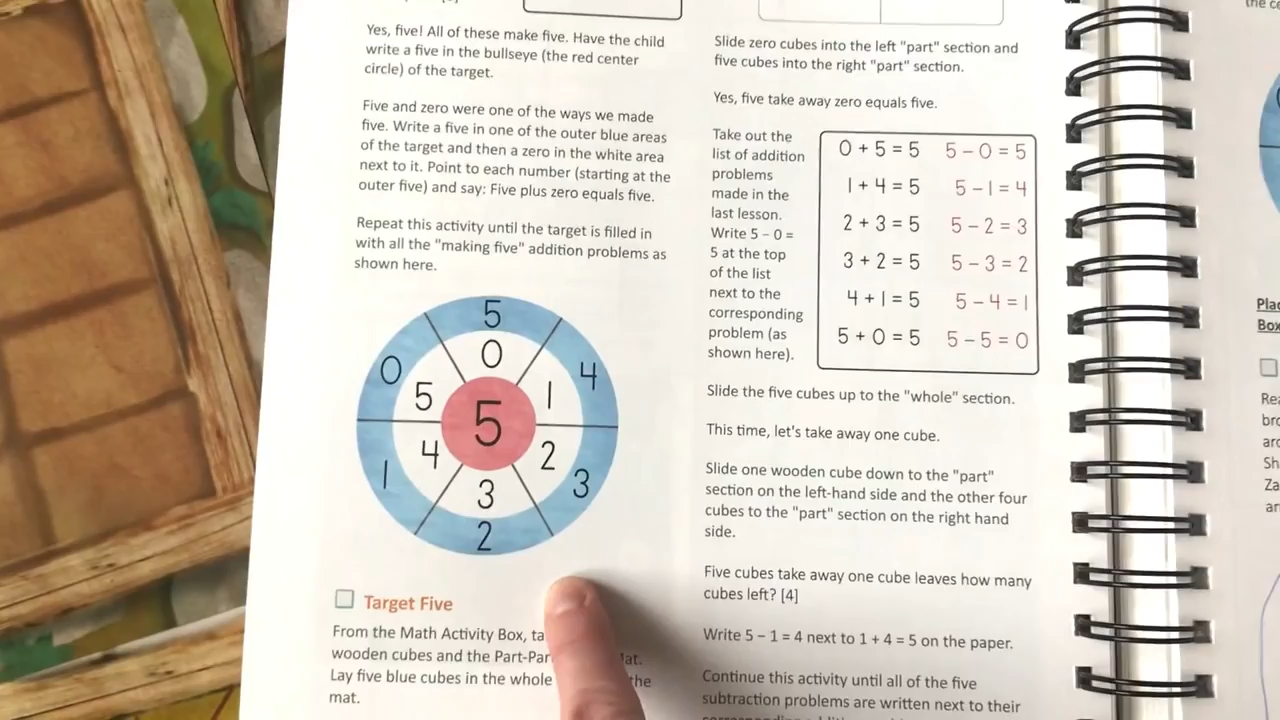 Yes, five! All of these make five. Have the child
write a five in the bullseye (the red center
circle) of the target.
Five and zero were one of the ways we made
five. Write a five in one of the outer blue areas
of the target and then a zero in the white area
next to it. Point to each number (starting at the
outer five) and say: Five plus zero equals five.
Repeat this activity until the target is filled in
with all the "making five" addition problems as
shown here.
5
0
0
4
5
1
5
4
2
1
3
3
2
Target Five
From the Math Activity Box, ta
wooden cubes and the Part-Par
Lay five blue cubes in the whole the
mat.
Slide zero cubes into the left "part" section and
five cubes into the right "part" section.
Yes, five take away zero equals five.
Take out the
list of addition
problems
made in the
last lesson.
Write 5 – 0 =
5 at the top
of the list
next to the
corresponding
problem (as
shown here).
0 + 5 = 5 5 – 0 = 5
1 + 4 = 5 5 – 1 = 4
2 + 3 = 5 5 – 2 = 3
3 + 2 = 5 5 – 3 = 2
4 + 1 = 5 5 – 4 = 1
5 + 0 = 5 5 – 5 = 0
Slide the five cubes up to the "whole" section.
This time, let's take away one cube.
Slide one wooden cube down to the "part"
section on the left-hand side and the other four
cubes to the "part" section on the right hand
side.
Five cubes take away one cube leaves how many
cubes left? [4]
Write 5 – 1 = 4 next to 1 + 4 = 5 on the paper.
Continue this activity until all of the five
subtraction problems are written next to their